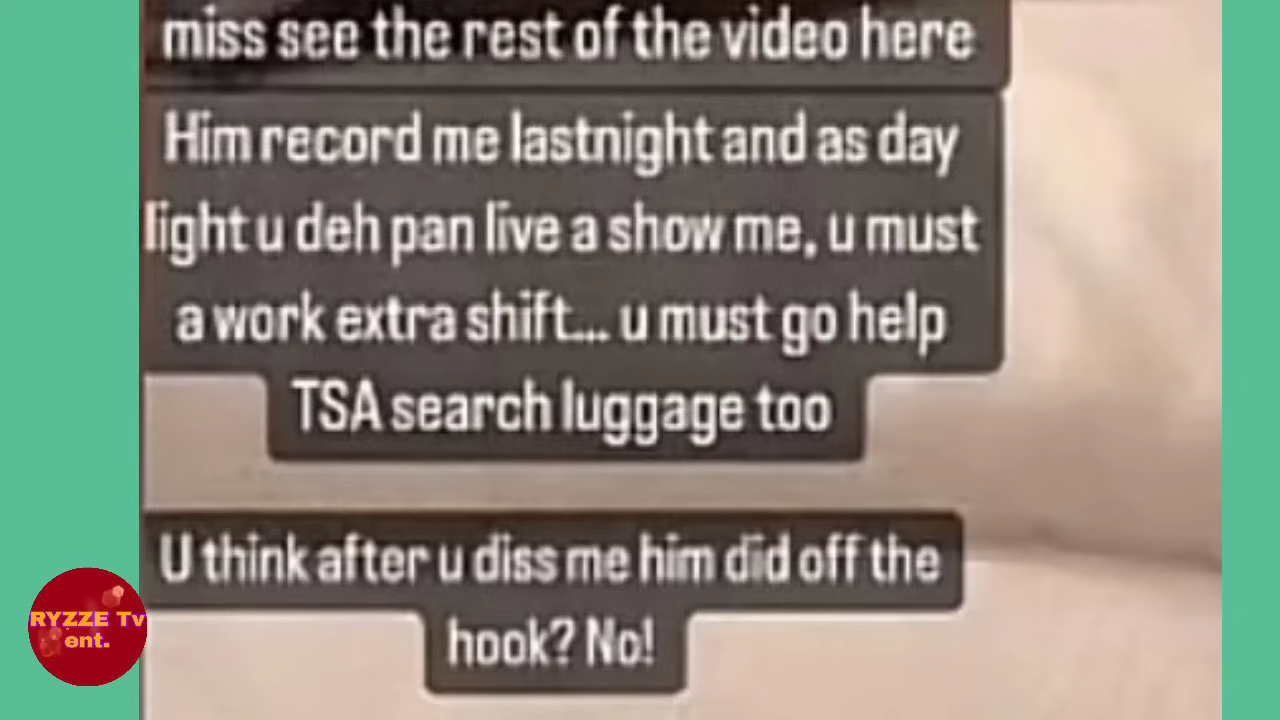 miss see the rest of the video here
Him record me lastnight and as day
light u deh pan live a show me, u must
a work extra shift... u must go help
TSA search luggage too
U think after u diss me him did off the
hook? No!
RYZZE Tv
ent.